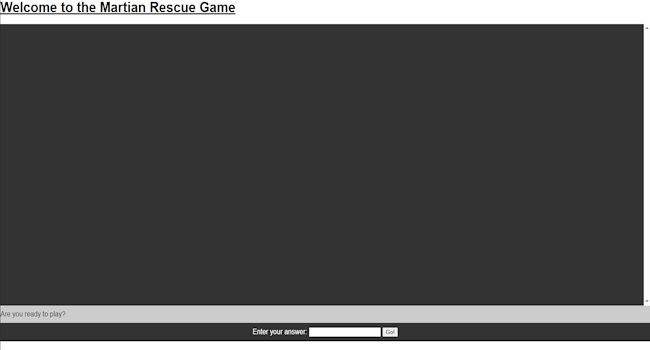 Welcome to the Martian Rescue Game
Are you ready to play?
Enter your answer: Go!